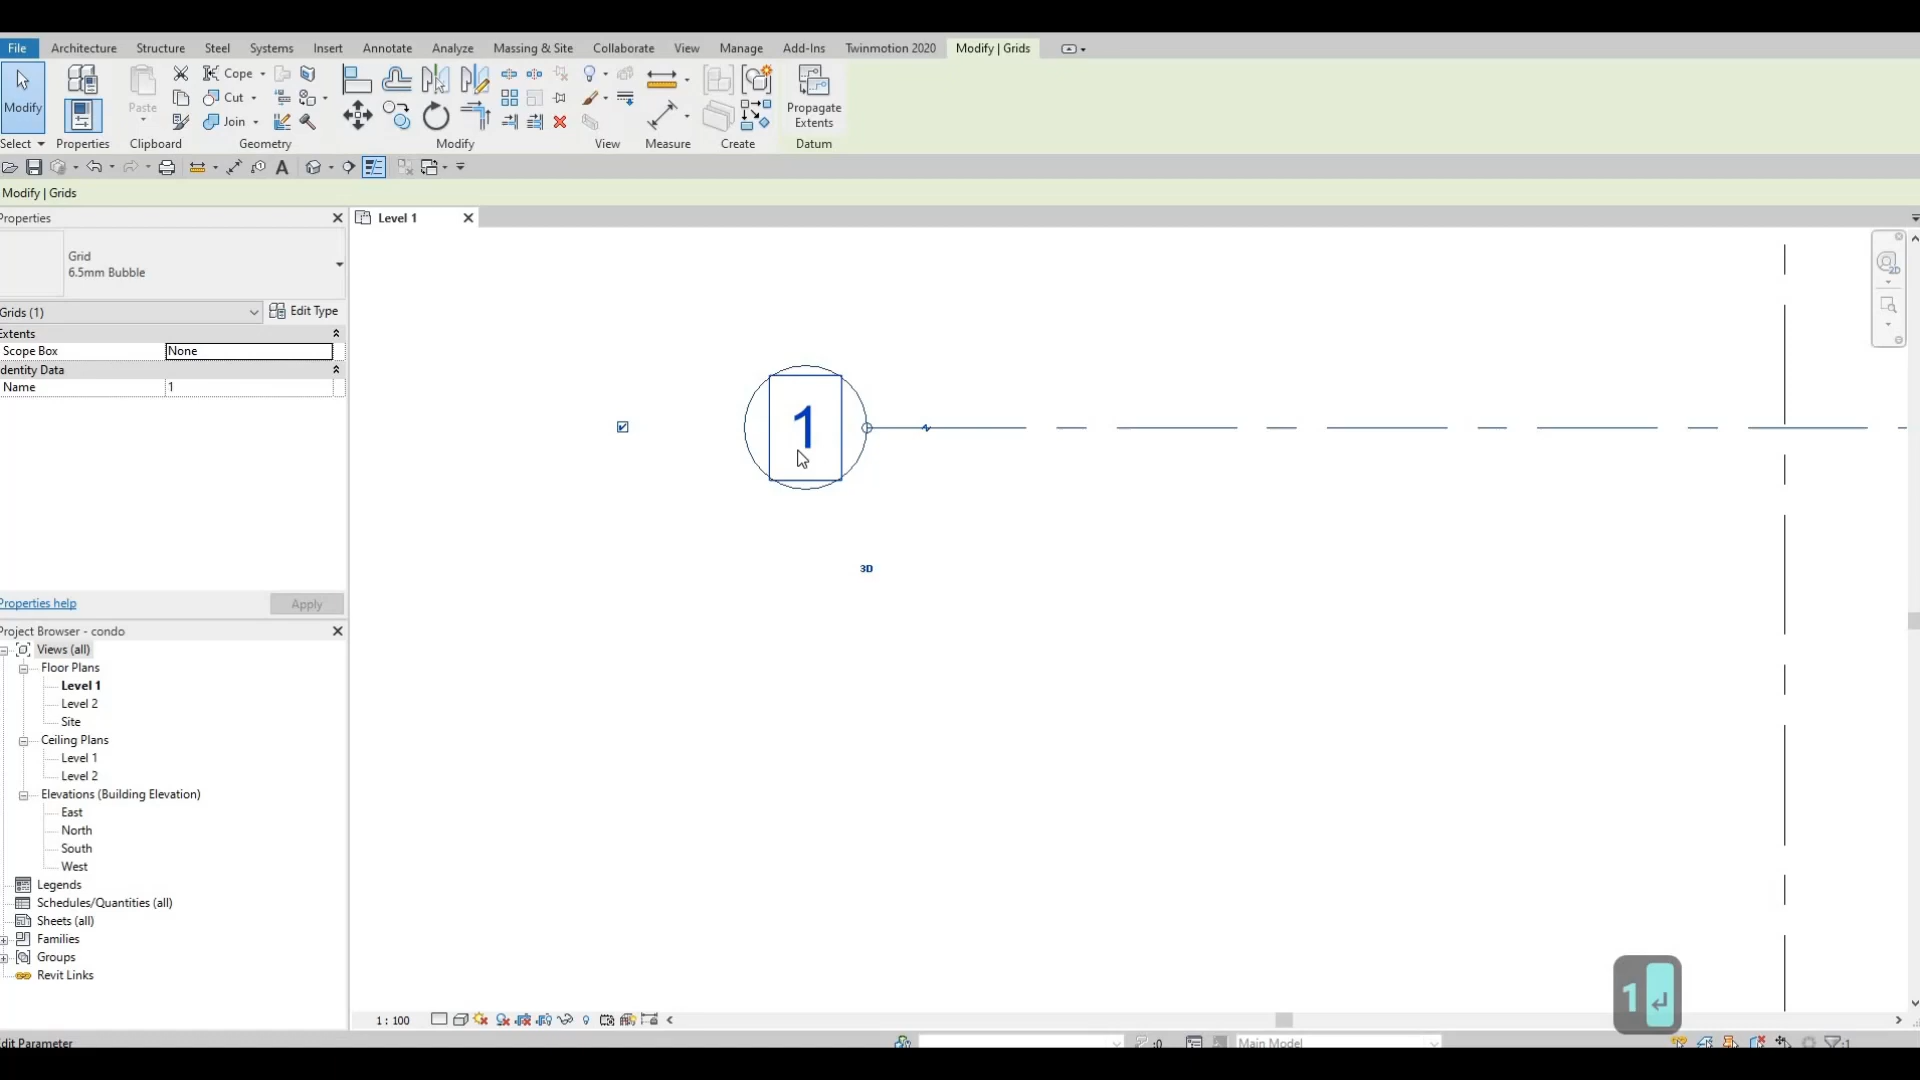 File Architecture Structure Steel Systems Insert Annotate Analyze Massing & Site Collaborate View Manage Add-Ins Twinmotion 2020 Modify | Grids
Modify
Paste
Cope
Cut
Join
Propagate
Extents
Select Properties Clipboard Geometry Modify View Measure Create Datum
Modify | Grids
Properties
Level 1
Grid
6.5mm Bubble
Grids (1)
Edit Type
Extents
Scope Box None
dentity Data
Name 1
1
3D
2D
Properties help
Apply
Project Browser - condo
Views (all)
Floor Plans
Level 1
Level 2
Site
Ceiling Plans
Level 1
Level 2
Elevations (Building Elevation)
East
North
South
West
Legends
Schedules/Quantities (all)
Sheets (all)
Families
Groups
Revit Links
1 : 100
1
dit Parameter
:0
Main Model
:1